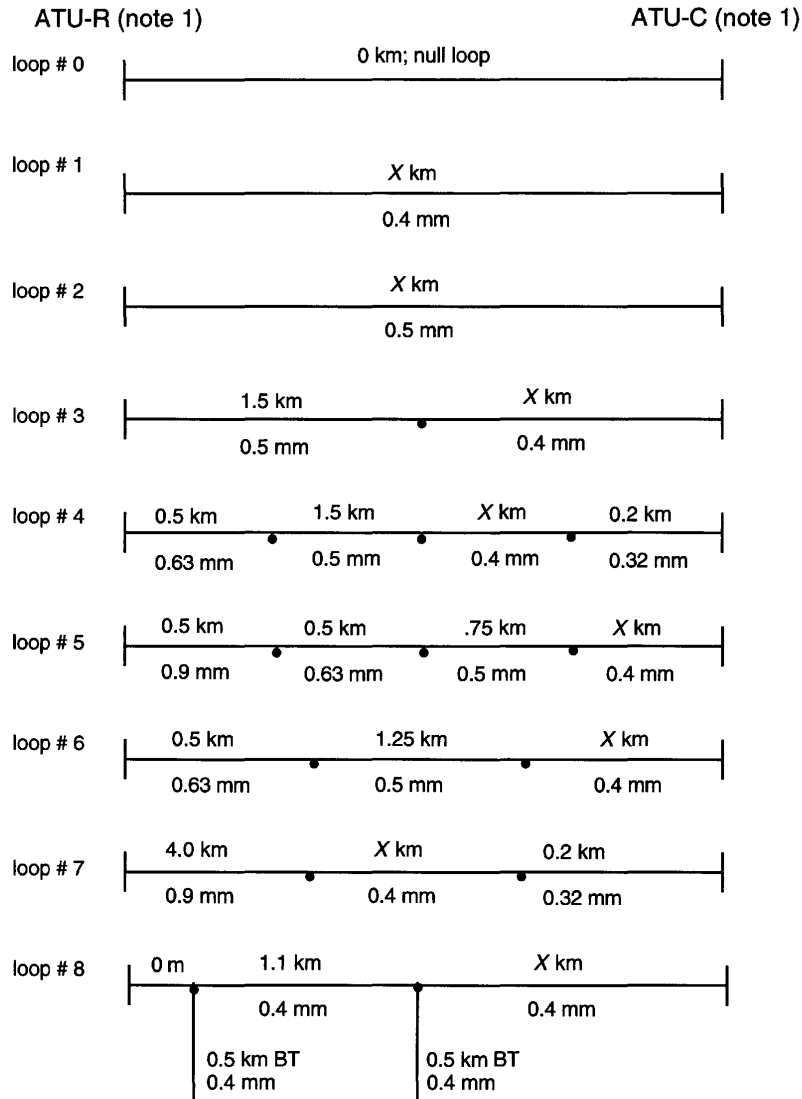 ATU-R (note 1) ATU-C (note 1)
loop # 0
0 km; null loop
loop # 1
X km
0.4 mm
loop # 2
X km
0.5 mm
loop # 3
1.5 km X km
0.5 mm 0.4 mm
loop # 4
0.5 km 1.5 km X km 0.2 km
0.63 mm 0.5 mm 0.4 mm 0.32 mm
loop # 5
0.5 km 0.5 km .75 km X km
0.9 mm 0.63 mm 0.5 mm 0.4 mm
loop # 6
0.5 km 1.25 km X km
0.63 mm 0.5 mm 0.4 mm
loop # 7
4.0 km X km 0.2 km
0.9 mm 0.4 mm 0.32 mm
loop # 8
0 m 1.1 km X km
0.4 mm 0.4 mm
0.5 km BT 0.5 km BT
0.4 mm 0.4 mm